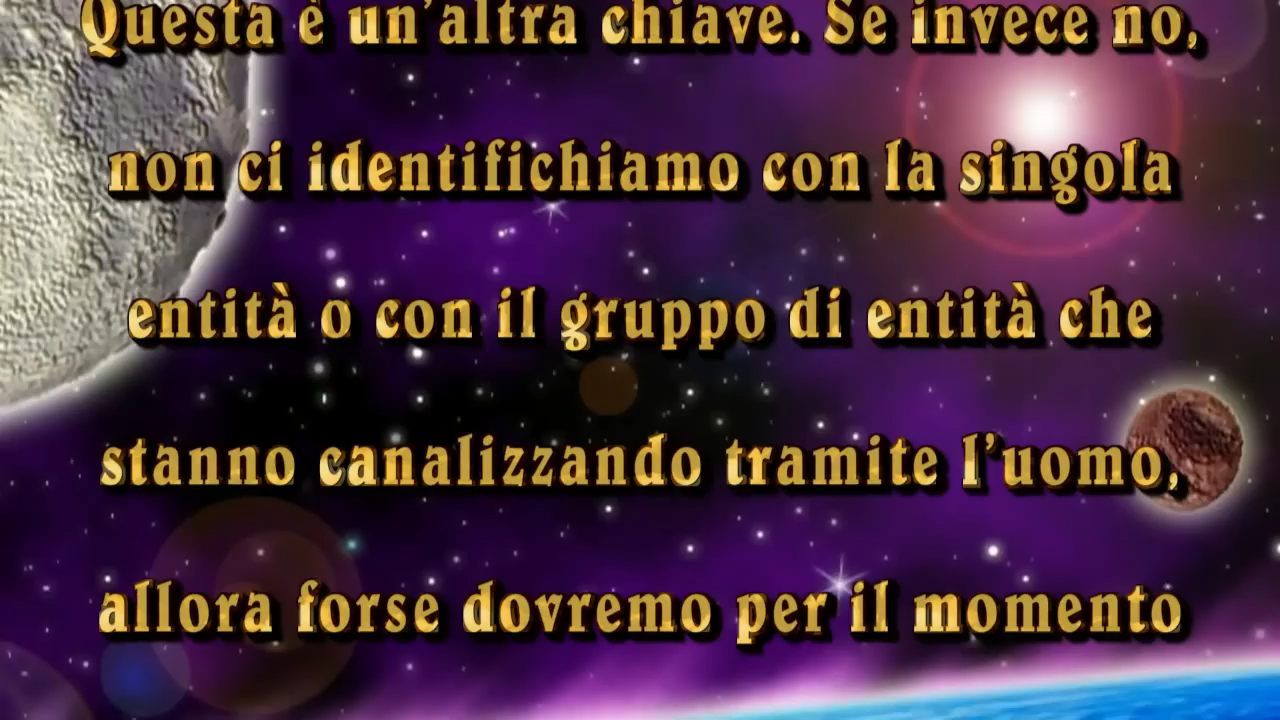 Questa è un’altra chiave. Se invece no,
non ci identifichiamo con la singola
entità o con il gruppo di entità che
stanno canalizzando tramite l’uomo,
allora forse dovremo per il momento